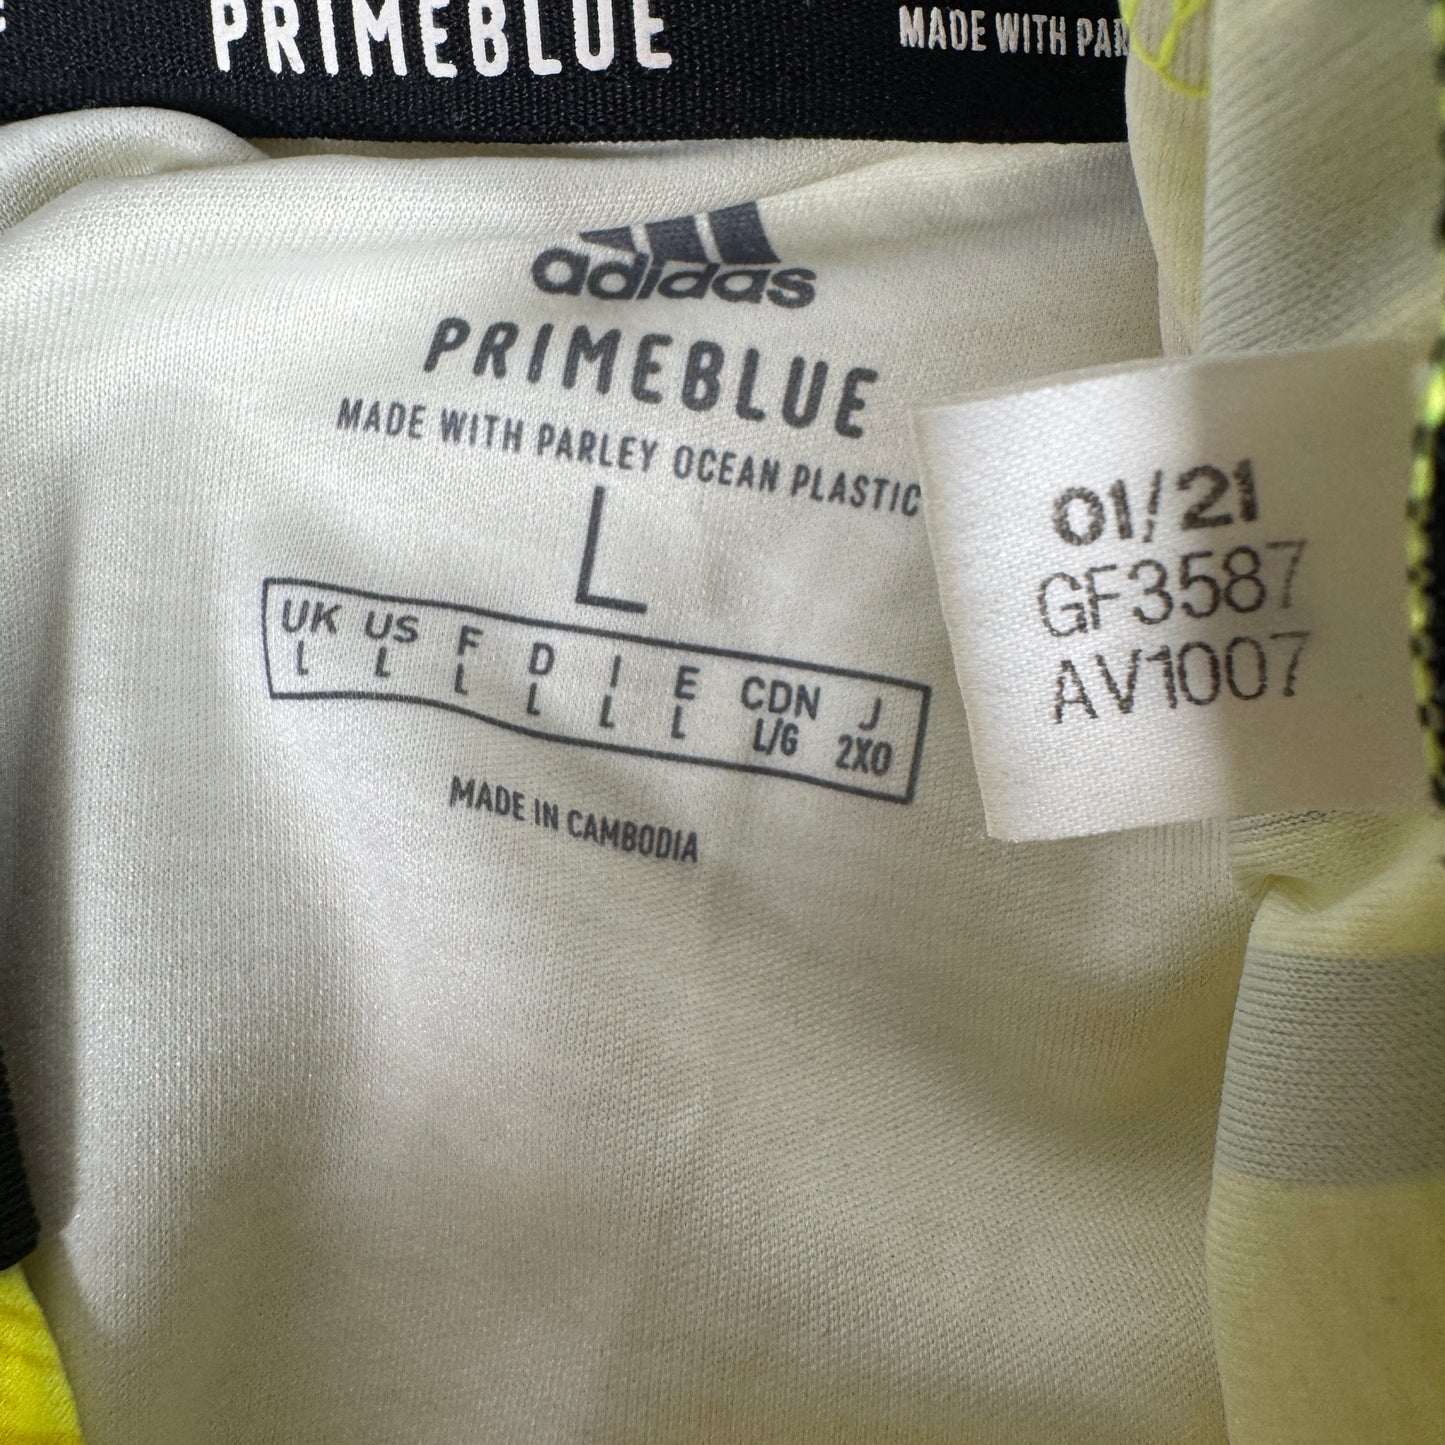 PRIMEBLUE
MADE WITH PAR
adidas
PRIMEBLUE
MADE WITH PARLEY OCEAN PLASTIC
L
UK US F D I E CDN J
L L L L L L L/G 2XO
MADE IN CAMBODIA
01/21
GF3587
AV1007